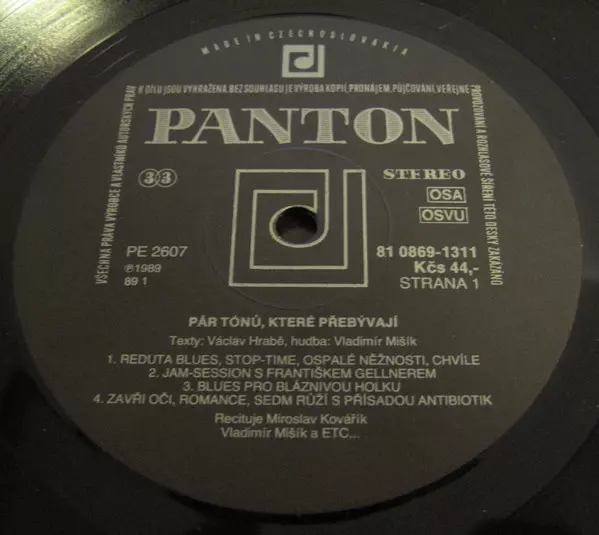 MADE IN CZECHOSLOVAKIA
VŠECHNA PRÁVA VÝROBCE A VLASTNÍKŮ AUTORSKÝCH PRÁV K DÍLU JSOU VYHRAŽENA. BEZ SOUHLASU JE VÝROBA KOPIÍ, PRONÁJEM, PŮJČOVÁNÍ, VEŘEJNÉ PROVOZOVÁNÍ A ROZHLASOVÉ ŠÍŘENÍ TÉTO DESKY ZAKÁZÁNO
PANTON
33
STEREO
OSA
OSVU
PE 2607
℗1989
89 1
81 0869-1311
Kčs 44,-
STRANA 1
PÁR TÓNŮ, KTERÉ PŘEBÝVAJÍ
Texty: Václav Hrabě, hudba: Vladimír Mišík
1. REDUTA BLUES, STOP-TIME, OSPALÉ NĚŽNOSTI, CHVÍLE
2. JAM-SESSION S FRANTIŠKEM GELLNEREM
3. BLUES PRO BLÁZNIVOU HOLKU
4. ZAVŘI OČI, ROMANCE, SEDM RŮŽÍ S PŘÍSADOU ANTIBIOTIK
Recituje Miroslav Kovářík
Vladimír Mišík a ETC...